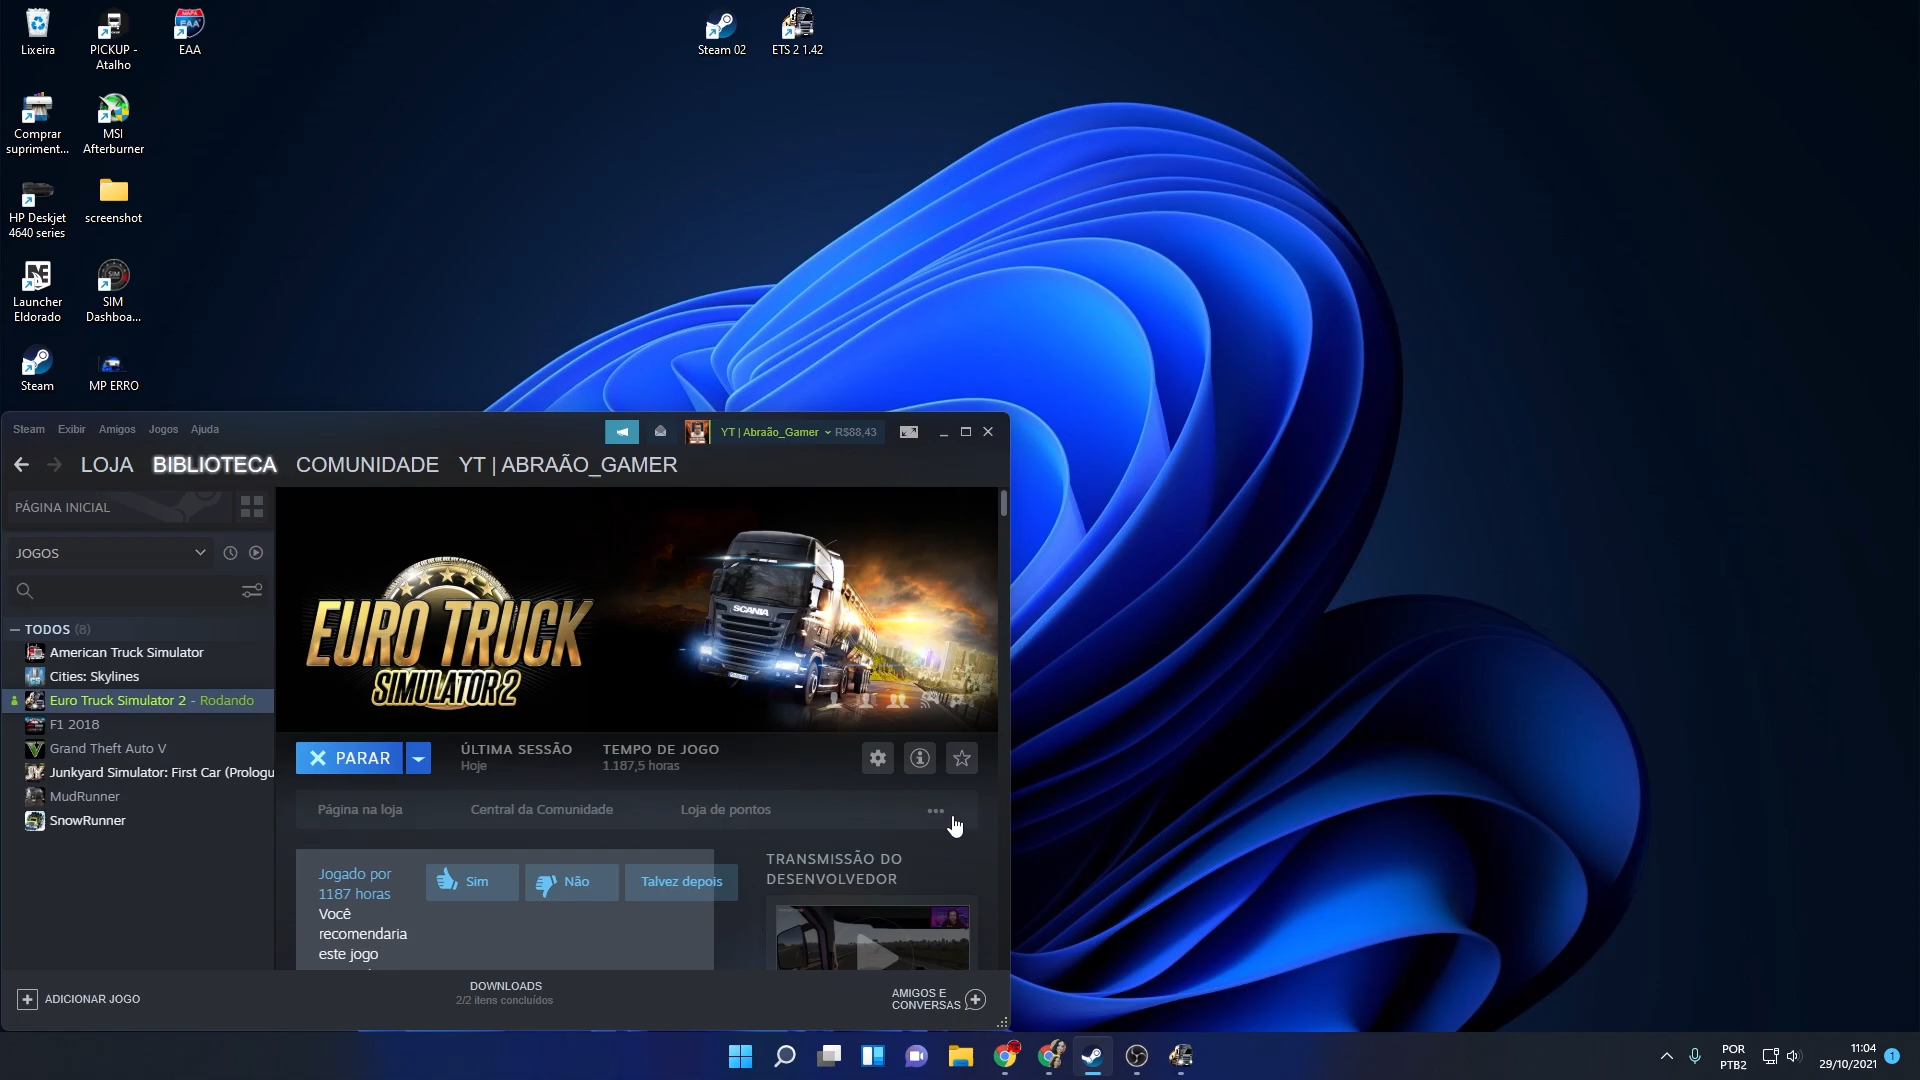 Lixeira
PICKUP -
Atalho
EAA
Steam 02
ETS 2 1.42
Comprar
supriment...
MSI
Afterburner
HP Deskjet
4640 series
screenshot
Launcher
Eldorado
SIM
Dashboa...
Steam
MP ERRO
Steam Exibir Amigos Jogos Ajuda
YT | Abraão_Gamer R$88,43
LOJA BIBLIOTECA COMUNIDADE YT | ABRAÃO_GAMER
PÁGINA INICIAL
JOGOS
TODOS (8)
American Truck Simulator
Cities: Skylines
Euro Truck Simulator 2 - Rodando
F1 2018
Grand Theft Auto V
Junkyard Simulator: First Car (Prologu
MudRunner
SnowRunner
EURO TRUCK
SIMULATOR 2
SCANIA
PARAR
ÚLTIMA SESSÃO
Hoje
TEMPO DE JOGO
1.187,5 horas
Página na loja
Central da Comunidade
Loja de pontos
Jogado por
1187 horas
Você
recomendaria
este jogo
Sim
Não
Talvez depois
TRANSMISSÃO DO
DESENVOLVEDOR
ADICIONAR JOGO
DOWNLOADS
2/2 itens concluídos
AMIGOS E
CONVERSAS
POR
PTB2
11:04
29/10/2021
1